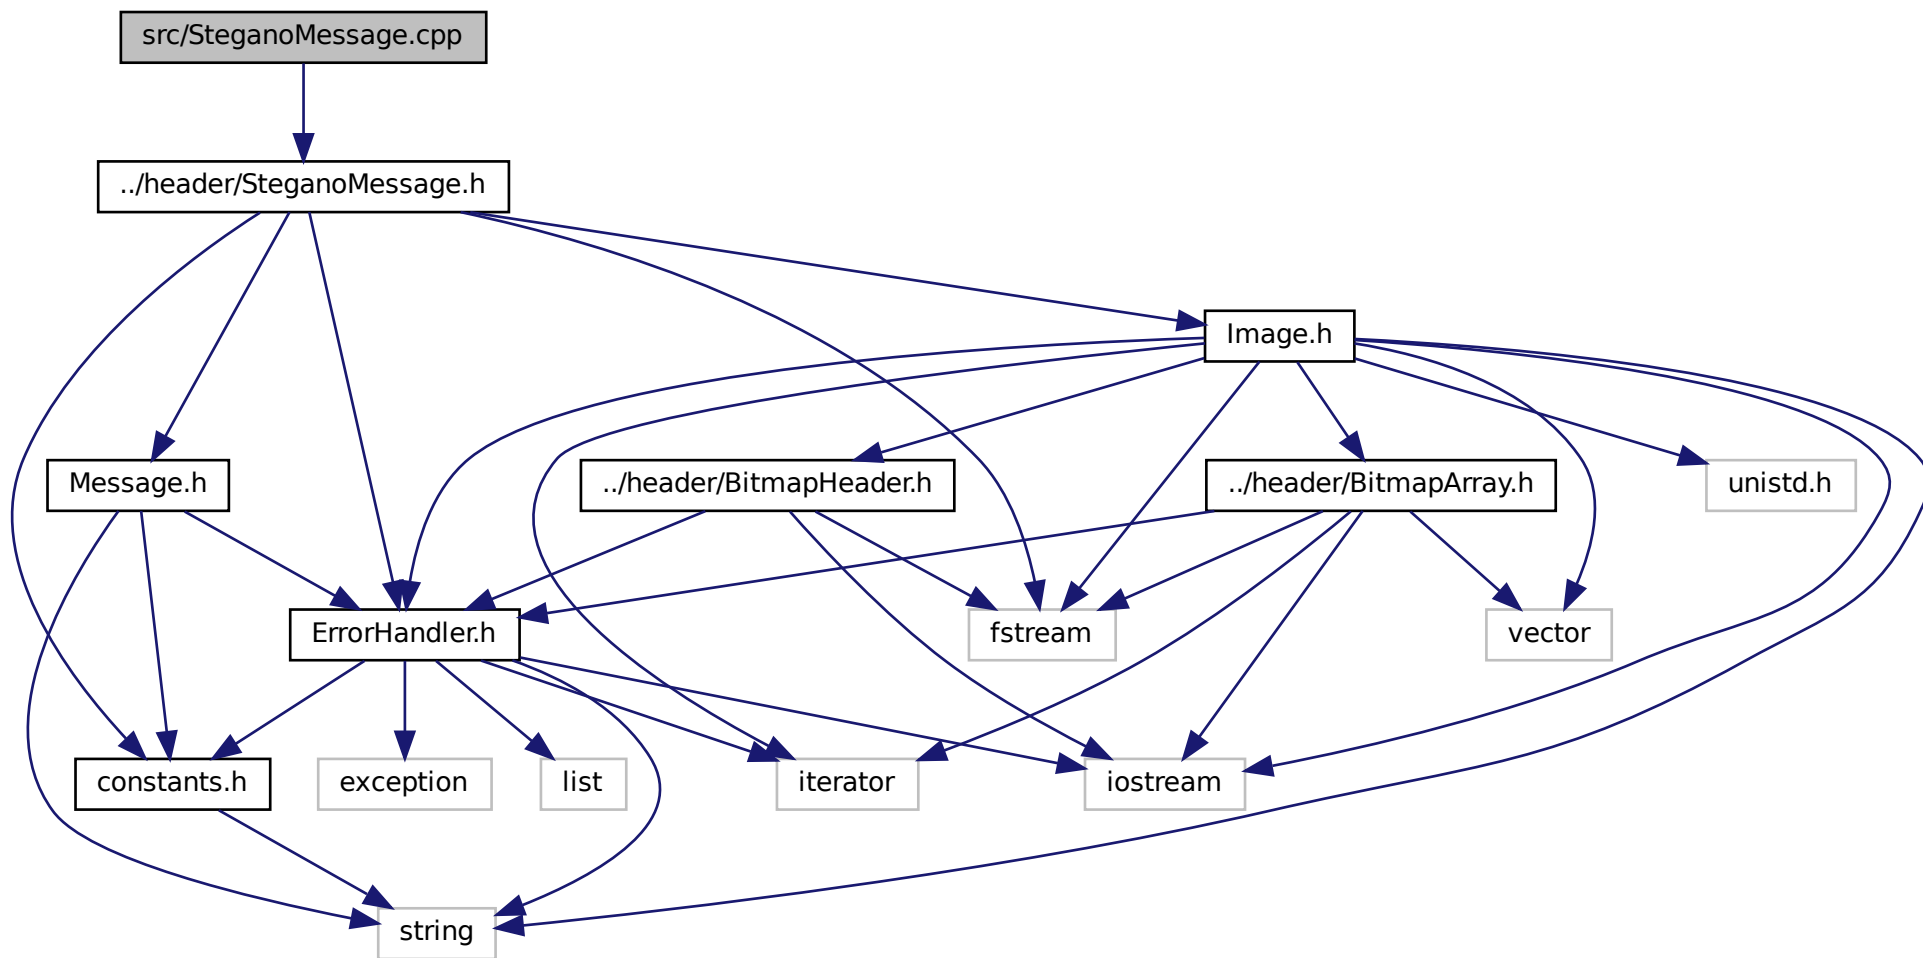 src/SteganoMessage.cpp
../header/SteganoMessage.h
Image.h
Message.h
../header/BitmapHeader.h
../header/BitmapArray.h
unistd.h
ErrorHandler.h
fstream
vector
constants.h
exception
list
iterator
iostream
string